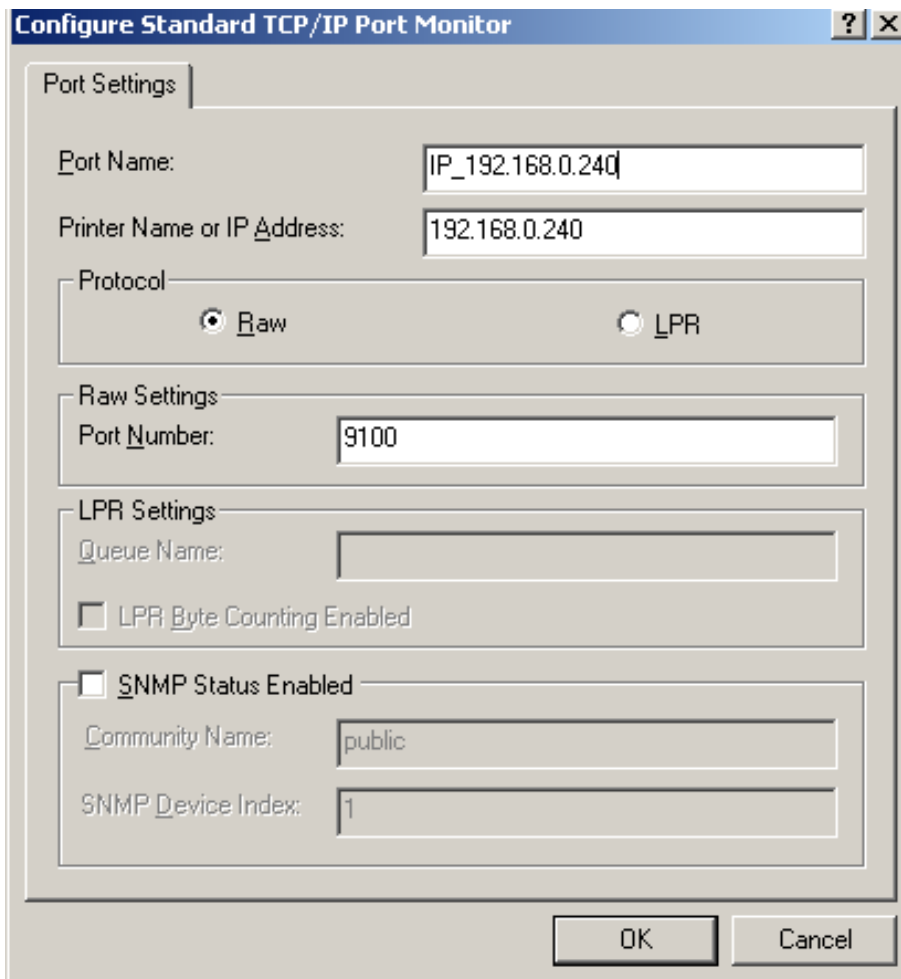 Configure Standard TCP/IP Port Monitor
Port Settings
Port Name: IP_192.168.0.240
Printer Name or IP Address: 192.168.0.240
Protocol
Raw LPR
Raw Settings
Port Number: 9100
LPR Settings
Queue Name:
LPR Byte Counting Enabled
SNMP Status Enabled
Community Name: public
SNMP Device Index: 1
OK Cancel